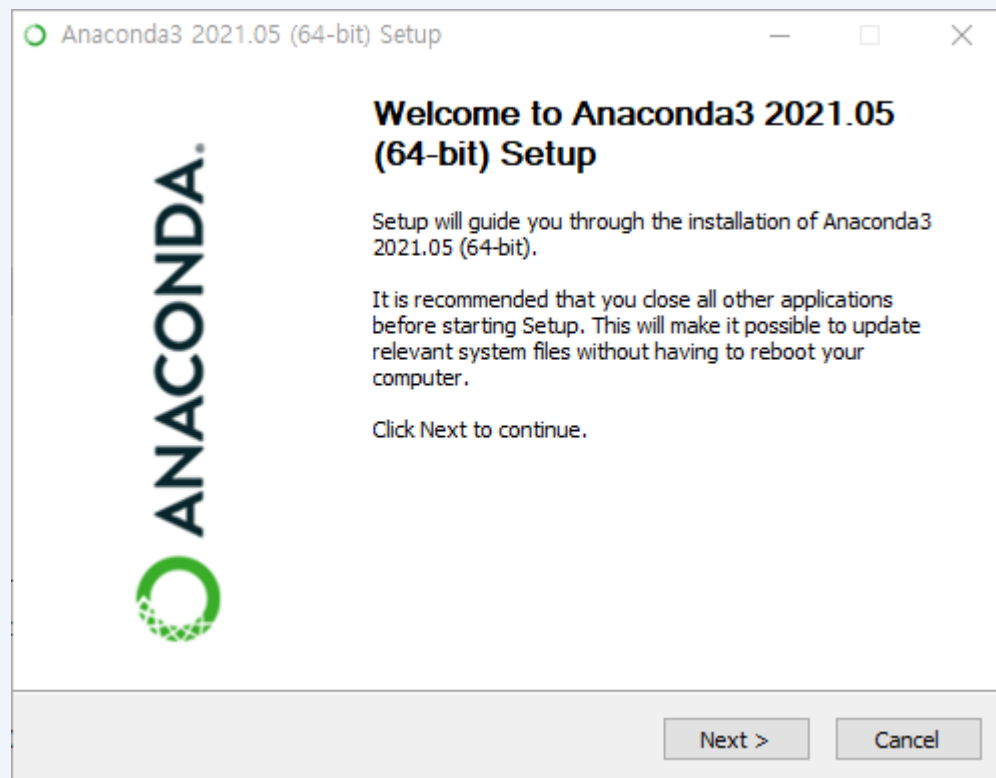 Anaconda3 2021.05 (64-bit) Setup
Welcome to Anaconda3 2021.05
(64-bit) Setup
ANACONDA.
Setup will guide you through the installation of Anaconda3
2021.05 (64-bit).
It is recommended that you close all other applications
before starting Setup. This will make it possible to update
relevant system files without having to reboot your
computer.
Click Next to continue.
Next >
Cancel